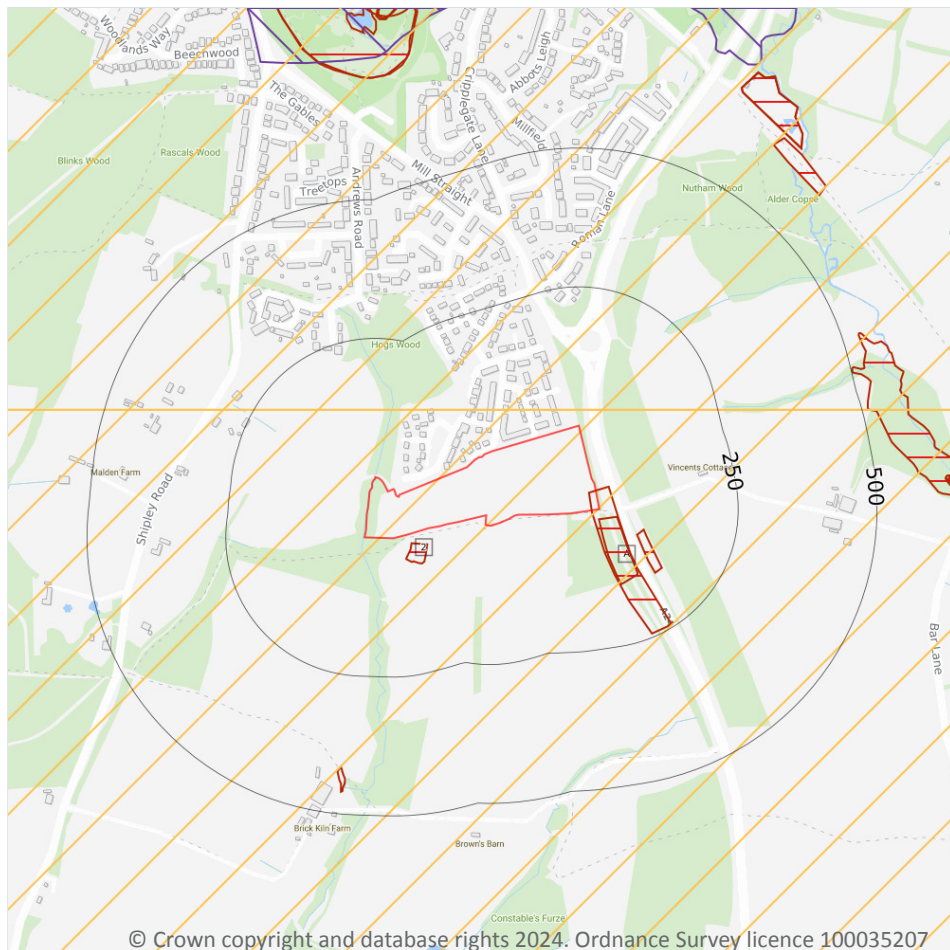 Woodlands Way
Beechwood
The Gables
Cripplegate Lane
Abbots Leigh
Millfield
Blinks Wood
Rascals Wood
Treetops
Andrews Road
Mill Straight
Roman Lane
Nutham Wood
Alder Copse
Hogs Wood
Malden Farm
Shipley Road
Vincents Cottage
250
500
2
A
A24
Bar Lane
Brick Kiln Farm
Brown's Barn
Constable's Furze
© Crown copyright and database rights 2024. Ordnance Survey licence 100035207